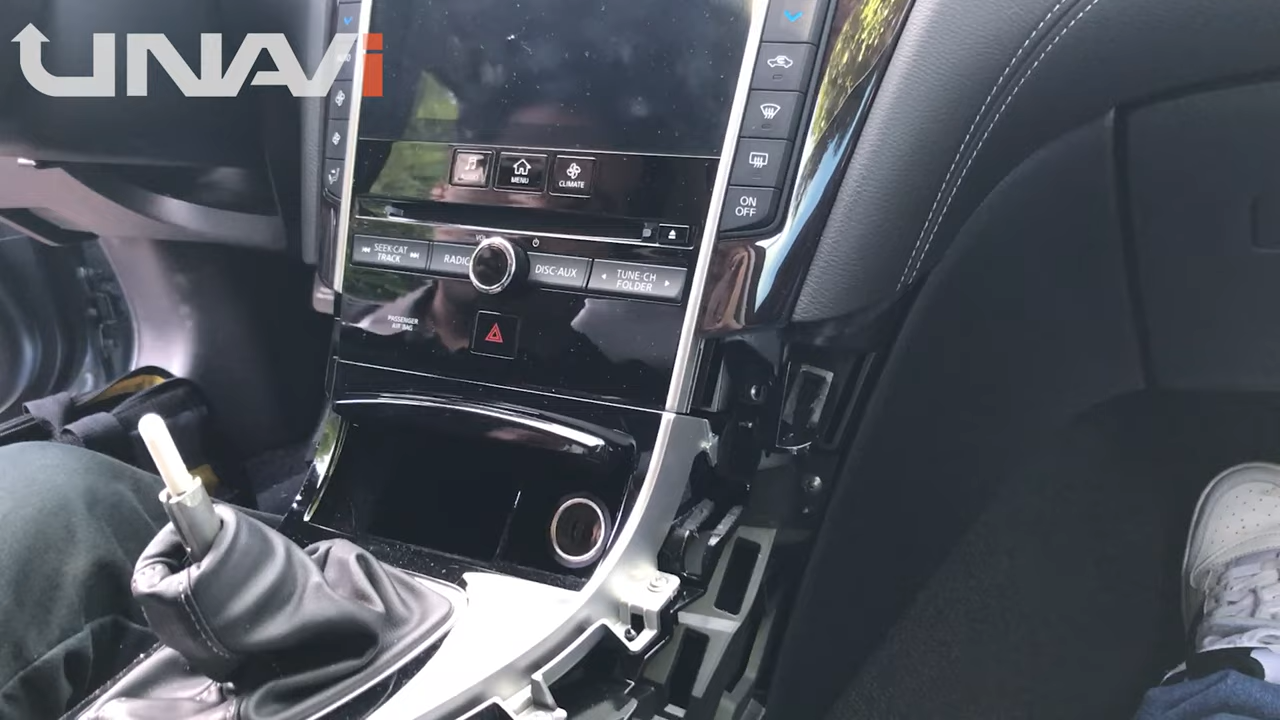 UNAVi
MENU
CLIMATE
ON
OFF
SEEK·CAT
TRACK
RADIO
DISC·AUX
TUNE·CH
FOLDER
PASSENGER
AIR BAG